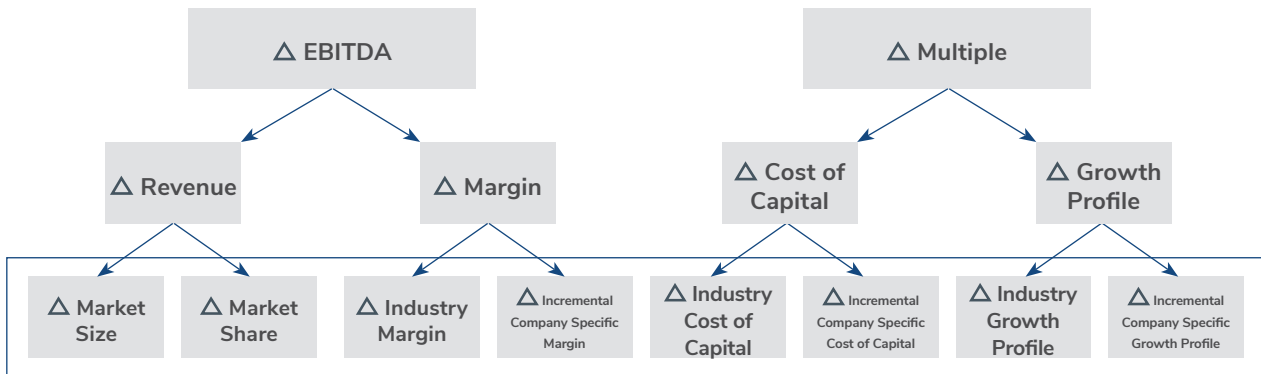 △ EBITDA
△ Multiple
△ Revenue
△ Margin
△ Cost of
Capital
△ Growth
Profile
△ Market
Size
△ Market
Share
△ Industry
Margin
△ Incremental
Company Specific
Margin
△ Industry
Cost of
Capital
△ Incremental
Company Specific
Cost of Capital
△ Industry
Growth
Profile
△ Incremental
Company Specific
Growth Profile